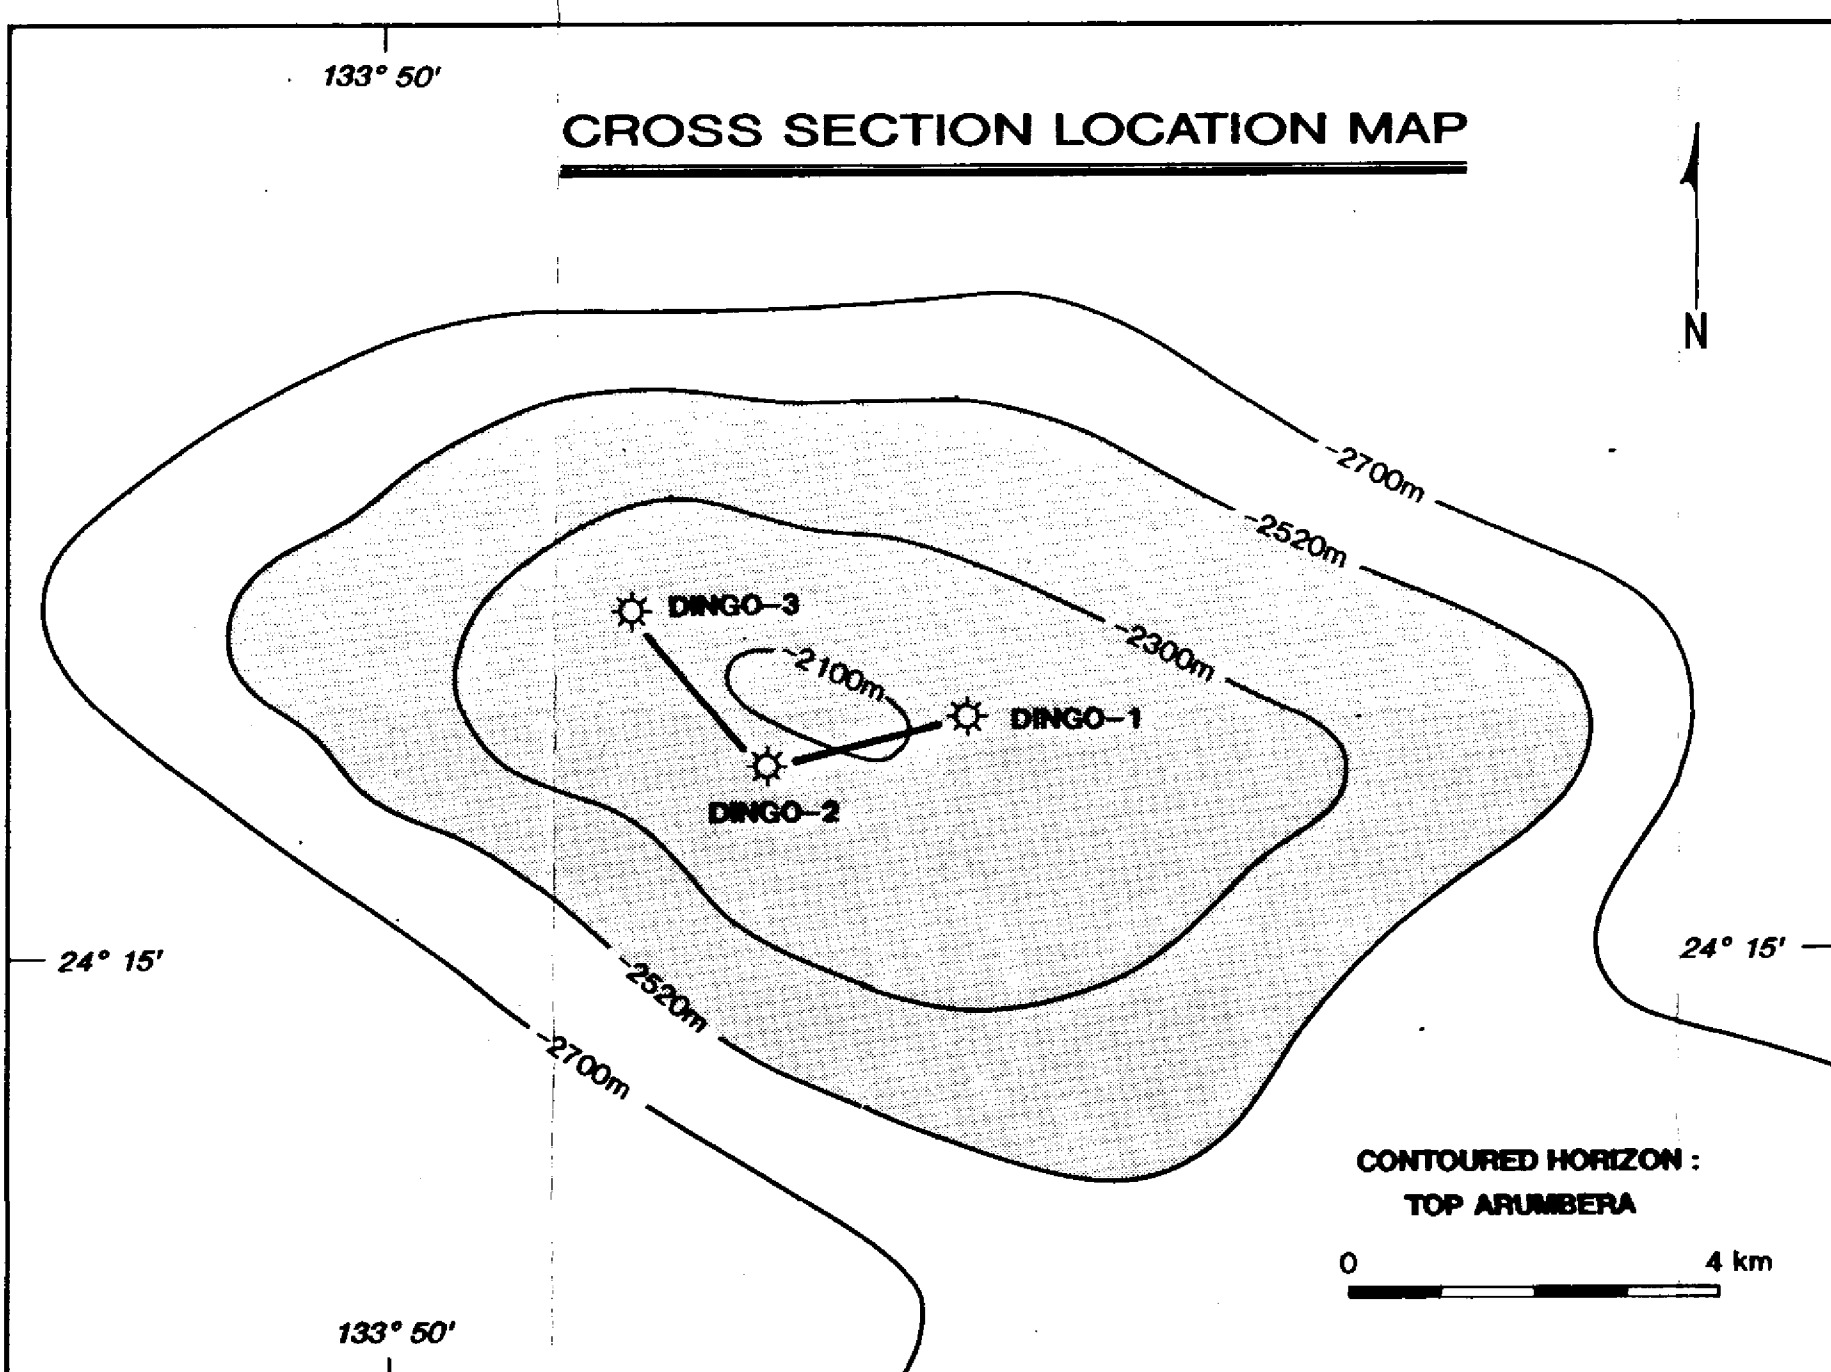 133° 50'
CROSS SECTION LOCATION MAP
N
-2700m
-2520m
DINGO-3
-2300m
-2100m
DINGO-1
DINGO-2
24° 15'
24° 15'
-2520m
-2700m
CONTOURED HORIZON :
TOP ARUMBERA
0 4 km
133° 50'